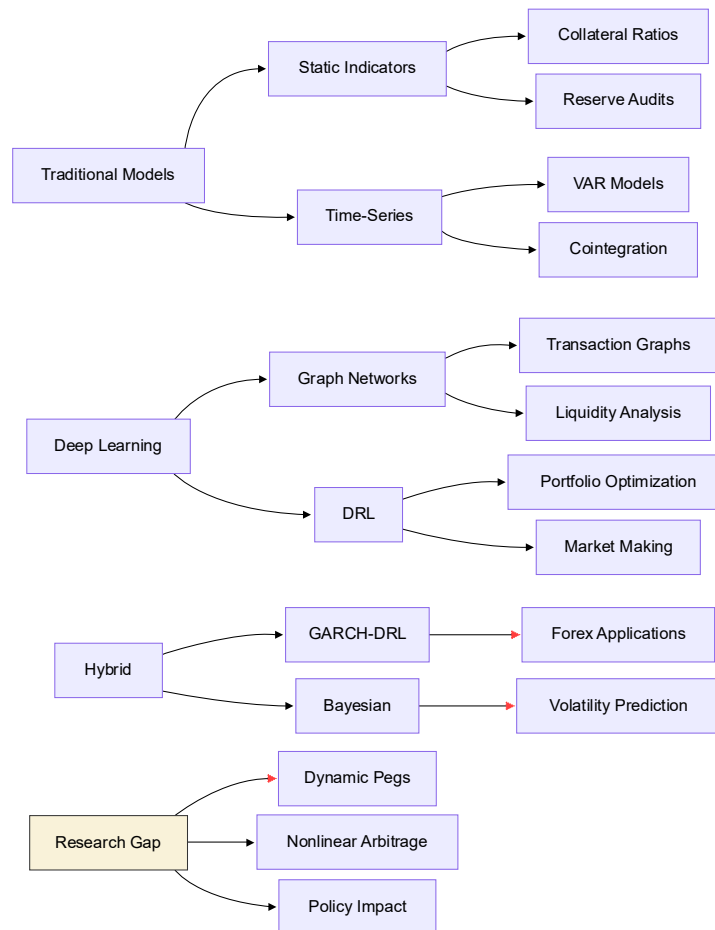 Collateral Ratios
Static Indicators
Reserve Audits
Traditional Models
VAR Models
Time-Series
Cointegration
Transaction Graphs
Graph Networks
Liquidity Analysis
Deep Learning
Portfolio Optimization
DRL
Market Making
GARCH-DRL
Forex Applications
Hybrid
Bayesian
Volatility Prediction
Dynamic Pegs
Research Gap
Nonlinear Arbitrage
Policy Impact